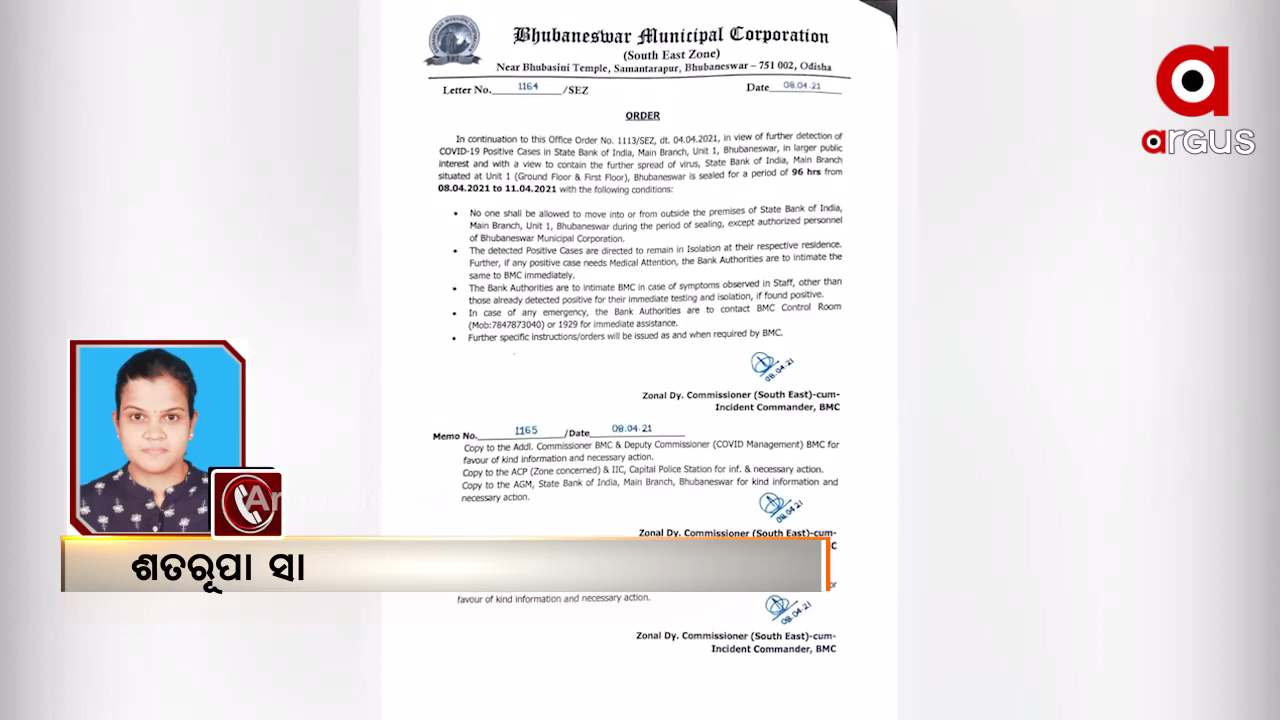 Bhubaneswar Municipal Corporation
(South East Zone)
Near Bhubasini Temple, Samantarapur, Bhubaneswar – 751 002, Odisha
Letter No. 1164 /SEZ Date 08.04.21
ORDER
In continuation to this Office Order No. 1113/SEZ, dt. 04.04.2021, in view of further detection of
COVID-19 Positive Cases in State Bank of India, Main Branch, Unit 1, Bhubaneswar, in larger public
interest and with a view to contain the further spread of virus, State Bank of India, Main Branch
situated at Unit 1 (Ground Floor & First Floor), Bhubaneswar is sealed for a period of 96 hrs from
08.04.2021 to 11.04.2021 with the following conditions:
• No one shall be allowed to move into or from outside the premises of State Bank of India,
Main Branch, Unit 1, Bhubaneswar during the period of sealing, except authorized personnel
of Bhubaneswar Municipal Corporation.
• The detected Positive Cases are directed to remain in Isolation at their respective residence.
Further, if any positive case needs Medical Attention, the Bank Authorities are to intimate the
same to BMC immediately.
• The Bank Authorities are to intimate BMC in case of symptoms observed in Staff, other than
those already detected positive for their immediate testing and isolation, if found positive.
• In case of any emergency, the Bank Authorities are to contact BMC Control Room
(Mob:7847873040) or 1929 for immediate assistance.
• Further specific instructions/orders will be issued as and when required by BMC.
08.04.21
Zonal Dy. Commissioner (South East)-cum-
Incident Commander, BMC
Memo No. 1165 /Date 08.04.21
Copy to the Addl. Commissioner BMC & Deputy Commissioner (COVID Management) BMC for
favour of kind information and necessary action.
Copy to the ACP (Zone concerned) & IIC, Capital Police Station for inf. & necessary action.
Copy to the AGM, State Bank of India, Main Branch, Bhubaneswar for kind information and
necessary action.
08.04.21
Zonal Dy. Commissioner (South East)-cum-
favour of kind information and necessary action.
08.04.21
Zonal Dy. Commissioner (South East)-cum-
Incident Commander, BMC
argus
ଶତରୂପା ସା